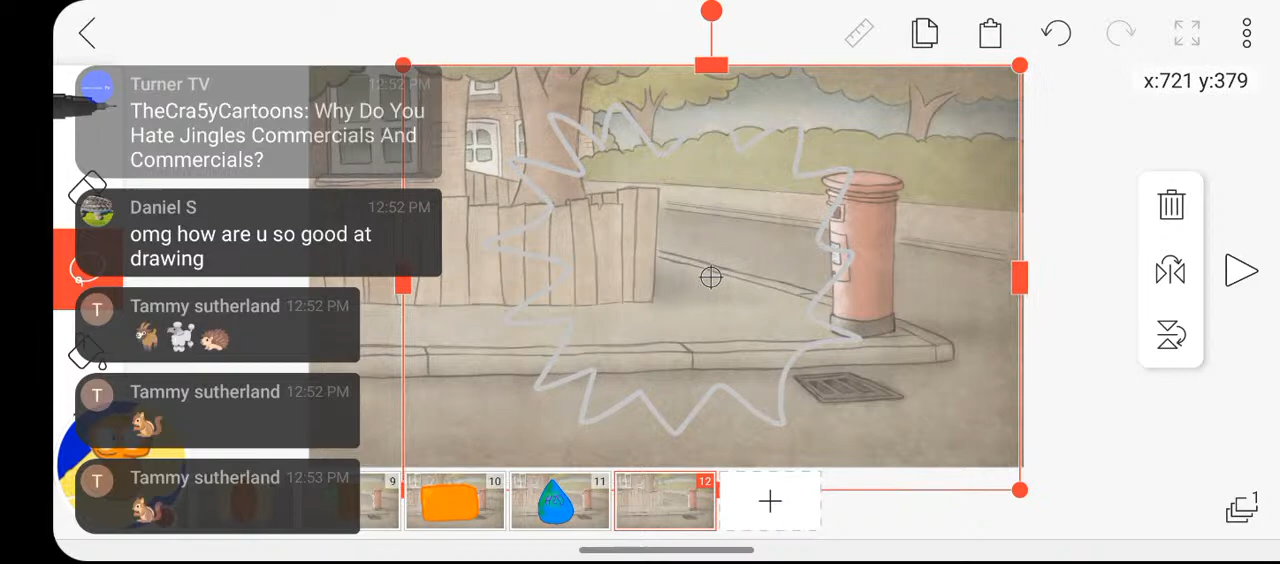 x:721 y:379
Turner TV 12:52 PM
TheCra5yCartoons: Why Do You
Hate Jingles Commercials And
Commercials?
Daniel S 12:52 PM
omg how are u so good at
drawing
T
Tammy sutherland 12:52 PM
T
Tammy sutherland 12:52 PM
T
Tammy sutherland 12:53 PM
9
10
11
12
1